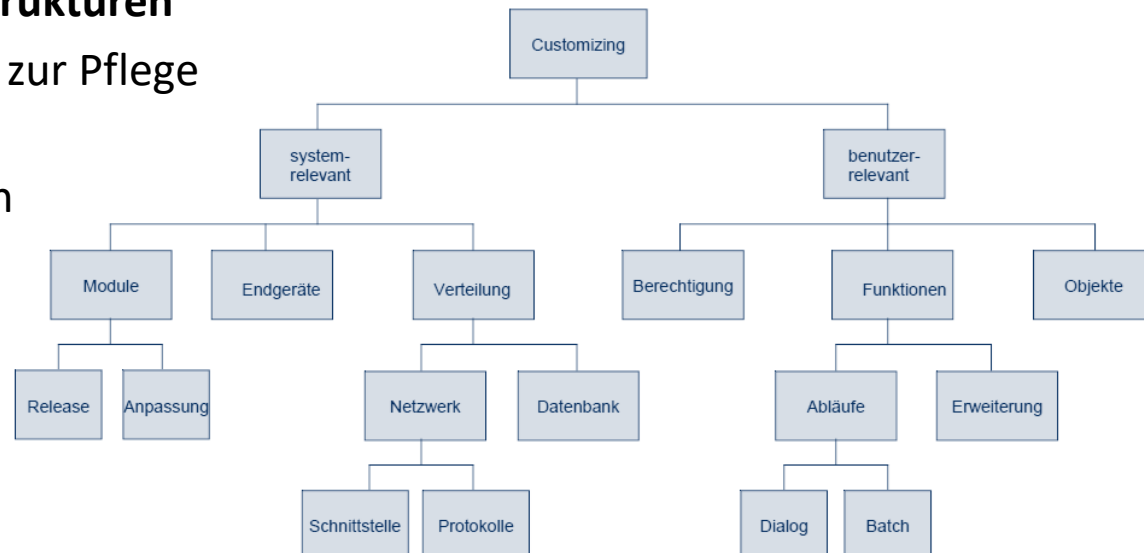 zur Pflege
Customizing
system-
relevant
benutzer-
relevant
Module
Endgeräte
Verteilung
Berechtigung
Funktionen
Objekte
Release
Anpassung
Netzwerk
Datenbank
Abläufe
Erweiterung
Schnittstelle
Protokolle
Dialog
Batch